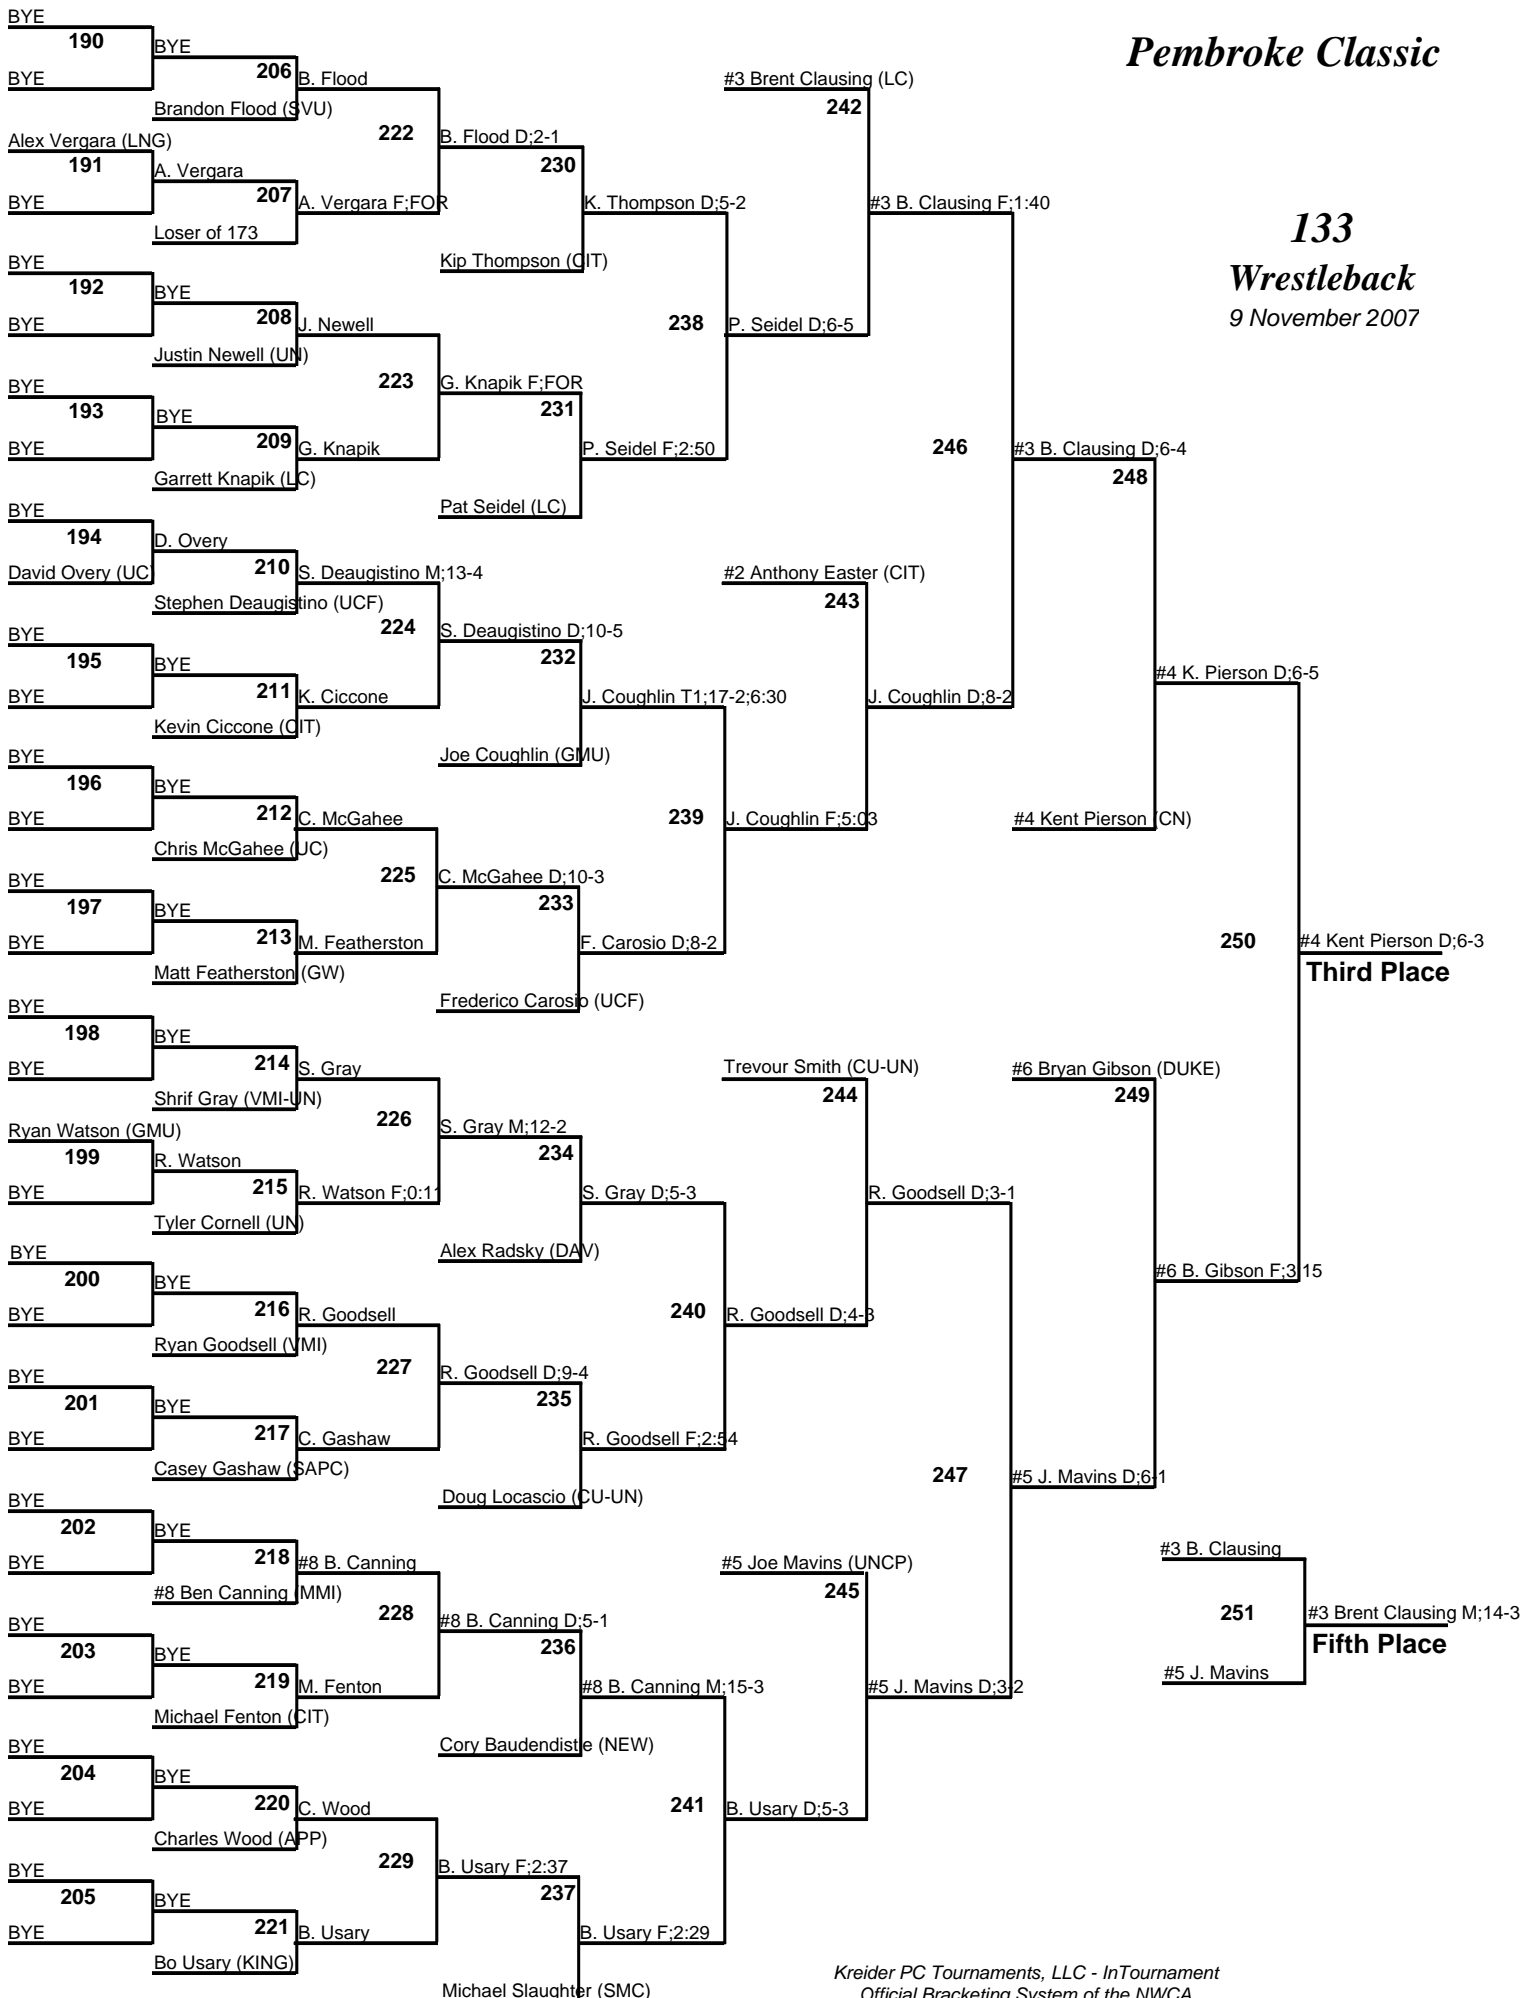 BYE
190
BYE
BYE
206
B. Flood
Brandon Flood (SVU)
Pembroke Classic
#3 Brent Clausing (LC)
242
222
B. Flood D;2-1
230
Alex Vergara (LNG)
191
A. Vergara
BYE
207
A. Vergara F;FOR
Loser of 173
K. Thompson D;5-2
#3 B. Clausing F;1:40
133
Wrestleback
9 November 2007
Kip Thompson (CIT)
BYE
192
BYE
BYE
208
J. Newell
Justin Newell (UN)
238
P. Seidel D;6-5
223
G. Knapik F;FOR
231
BYE
193
BYE
BYE
209
G. Knapik
Garrett Knapik (LC)
P. Seidel F;2:50
Pat Seidel (LC)
246
#3 B. Clausing D;6-4
248
BYE
194
D. Overy
David Overy (UC)
210
S. Deaugistino M;13-4
Stephen Deaugistino (UCF)
#2 Anthony Easter (CIT)
243
224
S. Deaugistino D;10-5
232
BYE
195
BYE
BYE
211
K. Ciccone
Kevin Ciccone (CIT)
J. Coughlin T1;17-2;6:30
J. Coughlin D;8-2
#4 K. Pierson D;6-5
Joe Coughlin (GMU)
BYE
196
BYE
BYE
212
C. McGahee
Chris McGahee (UC)
239
J. Coughlin F;5:03
#4 Kent Pierson (CN)
225
C. McGahee D;10-3
233
BYE
197
BYE
BYE
213
M. Featherston
Matt Featherston (GW)
F. Carosio D;8-2
Frederico Carosio (UCF)
250
#4 Kent Pierson D;6-3
Third Place
BYE
198
BYE
BYE
214
S. Gray
Shrif Gray (VMI-UN)
Trevour Smith (CU-UN)
244
#6 Bryan Gibson (DUKE)
249
226
S. Gray M;12-2
234
Ryan Watson (GMU)
199
R. Watson
BYE
215
R. Watson F;0:11
Tyler Cornell (UN)
S. Gray D;5-3
R. Goodsell D;3-1
Alex Radsky (DAV)
#6 B. Gibson F;3:15
BYE
200
BYE
BYE
216
R. Goodsell
Ryan Goodsell (VMI)
240
R. Goodsell D;4-3
227
R. Goodsell D;9-4
235
BYE
201
BYE
BYE
217
C. Gashaw
Casey Gashaw (SAPC)
R. Goodsell F;2:54
Doug Locascio (CU-UN)
247
#5 J. Mavins D;6-1
BYE
202
BYE
BYE
218
#8 B. Canning
#8 Ben Canning (MMI)
#5 Joe Mavins (UNCP)
245
228
#8 B. Canning D;5-1
236
BYE
203
BYE
BYE
219
M. Fenton
Michael Fenton (CIT)
#8 B. Canning M;15-3
#5 J. Mavins D;3-2
Cory Baudendistle (NEW)
#3 B. Clausing
251
#3 Brent Clausing M;14-3
Fifth Place
#5 J. Mavins
BYE
204
BYE
BYE
220
C. Wood
Charles Wood (APP)
241
B. Usary D;5-3
229
B. Usary F;2:37
237
BYE
205
BYE
BYE
221
B. Usary
Bo Usary (KING)
B. Usary F;2:29
Michael Slaughter (SMC)
Kreider PC Tournaments, LLC - InTournament
Official Bracketing System of the NWCA